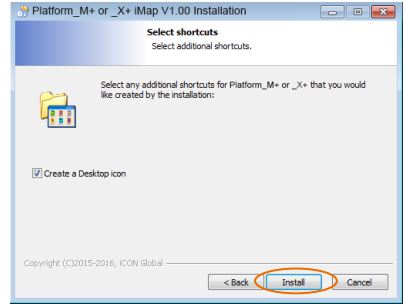 Platform_M+ or _X+ iMap V1.00 Installation
Select shortcuts
Select additional shortcuts.
Select any additional shortcuts for Platform_M+ or _X+ that you would
like created by the installation:
Create a Desktop icon
Copyright (C)2015-2016, iCON Global
< Back Install Cancel